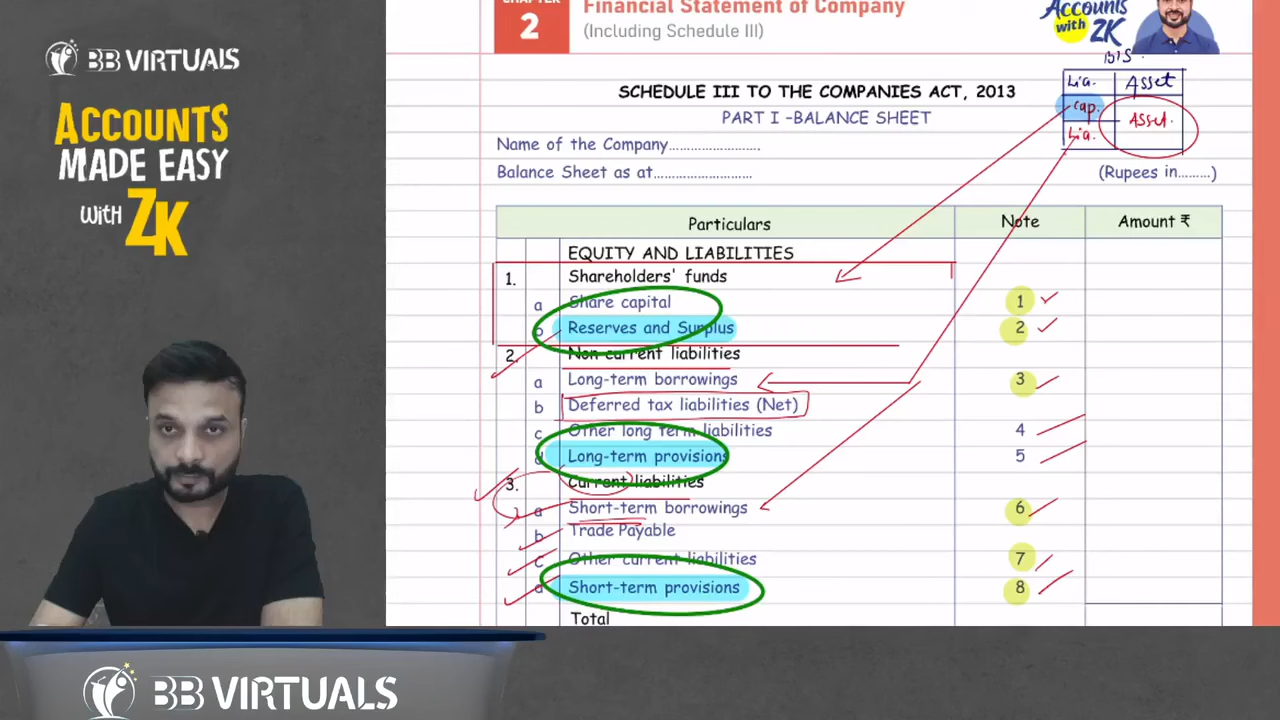 BB VIRTUALS
ACCOUNTS
MADE EASY
WITH ZK
CHAPTER
2
Financial Statement of Company
(Including Schedule III)
Accounts
with
ZK
B/S
Lia. Asset
Cap. Asset.
Lia.
SCHEDULE III TO THE COMPANIES ACT, 2013
PART I -BALANCE SHEET
Name of the Company........................
Balance Sheet as at.......................... (Rupees in.........)
Particulars Note Amount ₹
EQUITY AND LIABILITIES
1. Shareholders' funds
a Share capital 1
b Reserves and Surplus 2
2. Non current liabilities
a Long-term borrowings 3
b Deferred tax liabilities (Net)
c Other long term liabilities 4
d Long-term provisions 5
3. Current liabilities
a Short-term borrowings 6
b Trade Payable
c Other current liabilities 7
d Short-term provisions 8
Total
BB VIRTUALS